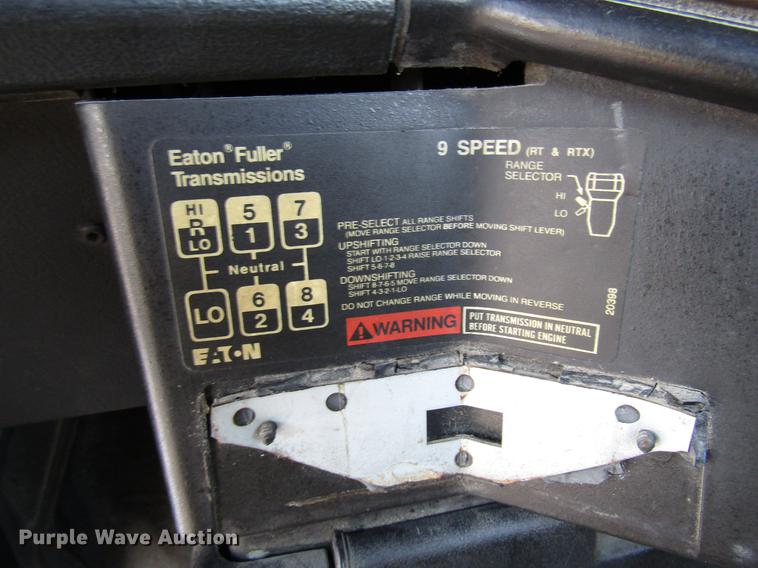 Eaton® Fuller®
Transmissions
9 SPEED (RT & RTX)
RANGE
SELECTOR
HI
LO
HI 5 7
R 1 3
LO
Neutral
LO 6 8
2 4
EATON
PRE-SELECT ALL RANGE SHIFTS
(MOVE RANGE SELECTOR BEFORE MOVING SHIFT LEVER)
UPSHIFTING
START WITH RANGE SELECTOR DOWN
SHIFT LO-1-2-3-4 RAISE RANGE SELECTOR
SHIFT 5-6-7-8
DOWNSHIFTING
SHIFT 8-7-6-5 MOVE RANGE SELECTOR DOWN
SHIFT 4-3-2-1-LO
DO NOT CHANGE RANGE WHILE MOVING IN REVERSE
20398
WARNING
PUT TRANSMISSION IN NEUTRAL
BEFORE STARTING ENGINE
Purple Wave Auction®